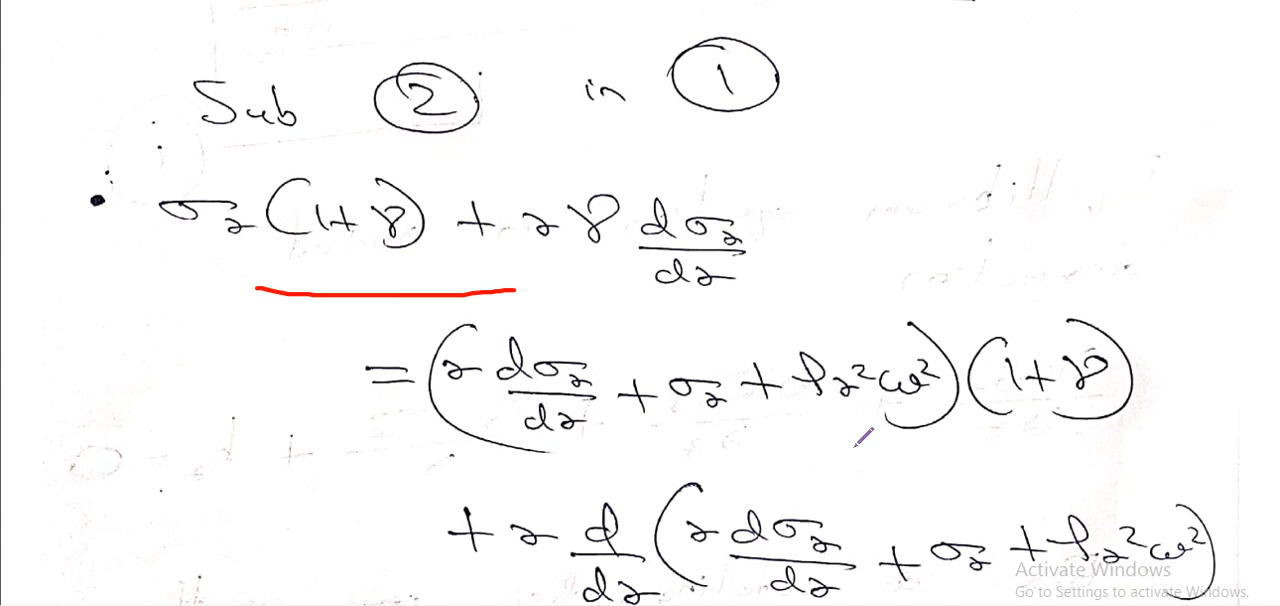 Sub ② in ①
σr (1+γ) + r γ dσr/dr
= (r dσr/dr + σr + ρr²ω²) (1+γ)
+ r d/dr (r dσr/dr + σr + ρr²ω²)
Activate Windows
Go to Settings to activate Windows.